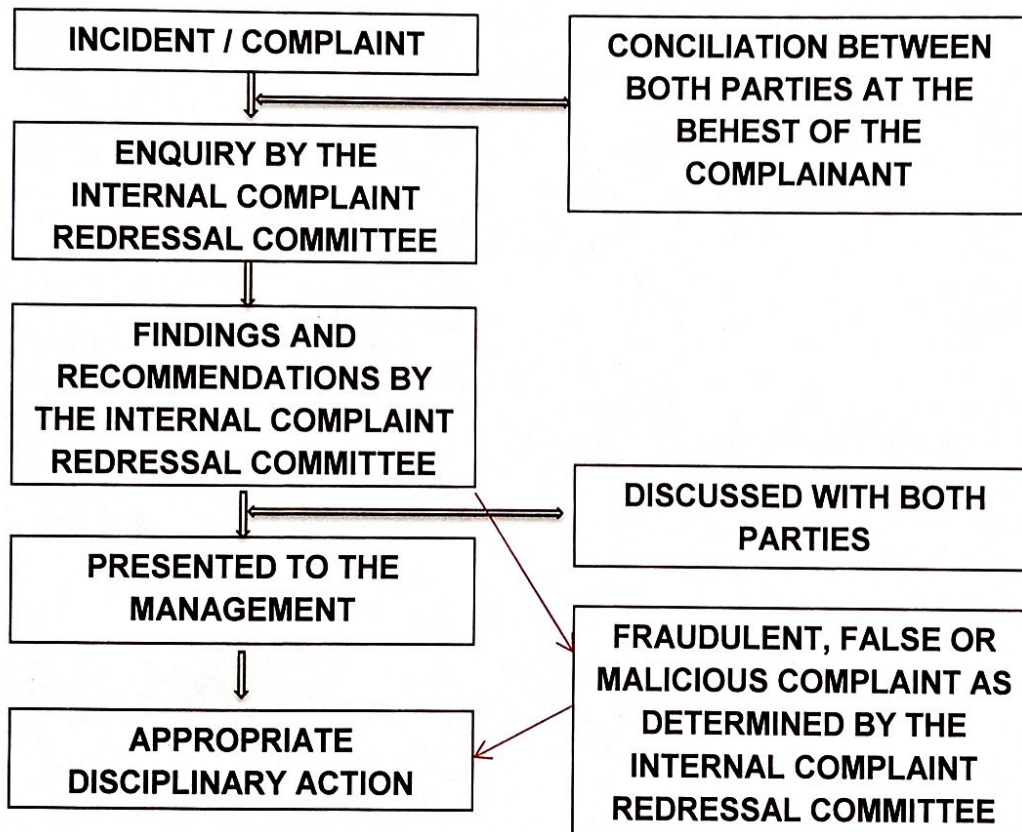 INCIDENT / COMPLAINT
CONCILIATION BETWEEN
BOTH PARTIES AT THE
BEHEST OF THE
COMPLAINANT
ENQUIRY BY THE
INTERNAL COMPLAINT
REDRESSAL COMMITTEE
FINDINGS AND
RECOMMENDATIONS BY
THE INTERNAL COMPLAINT
REDRESSAL COMMITTEE
DISCUSSED WITH BOTH
PARTIES
PRESENTED TO THE
MANAGEMENT
FRAUDULENT, FALSE OR
MALICIOUS COMPLAINT AS
DETERMINED BY THE
INTERNAL COMPLAINT
REDRESSAL COMMITTEE
APPROPRIATE
DISCIPLINARY ACTION